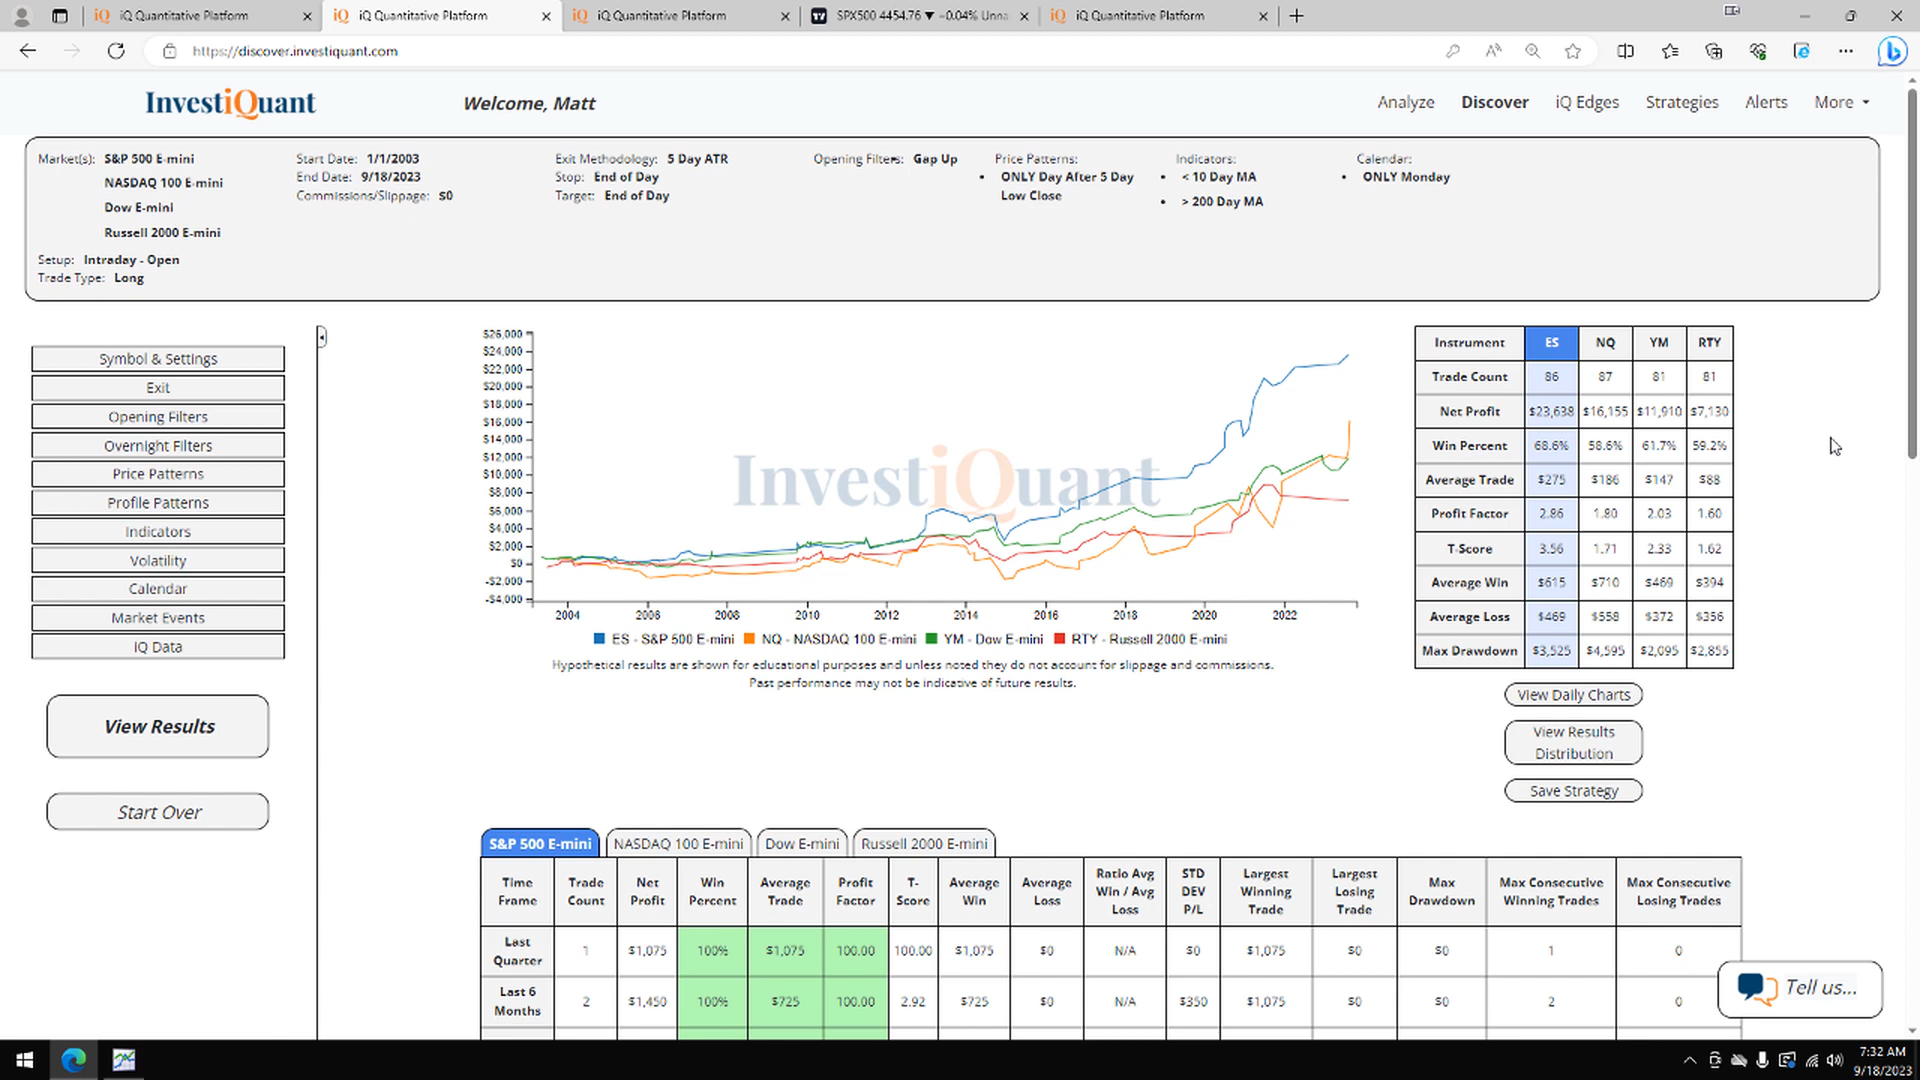 iQ Quantitative Platform
iQ Quantitative Platform
iQ Quantitative Platform
SPX500 4454.76 ▼ −0.04% Unna
iQ Quantitative Platform
https://discover.investiquant.com
InvestiQuant
Welcome, Matt
Analyze
Discover
iQ Edges
Strategies
Alerts
More
Market(s): S&P 500 E-mini
NASDAQ 100 E-mini
Dow E-mini
Russell 2000 E-mini
Setup: Intraday - Open
Trade Type: Long
Start Date: 1/1/2003
End Date: 9/18/2023
Commissions/Slippage: $0
Exit Methodology: 5 Day ATR
Stop: End of Day
Target: End of Day
Opening Filters: Gap Up
Price Patterns:
• ONLY Day After 5 Day
Low Close
Indicators:
• < 10 Day MA
• > 200 Day MA
Calendar:
• ONLY Monday
Symbol & Settings
Exit
Opening Filters
Overnight Filters
Price Patterns
Profile Patterns
Indicators
Volatility
Calendar
Market Events
IQ Data
View Results
Start Over
$26,000
$24,000
$22,000
$20,000
$18,000
$16,000
$14,000
$12,000
$10,000
$8,000
$6,000
$4,000
$2,000
$0
-$2,000
-$4,000
InvestiQuant
2004 2006 2008 2010 2012 2014 2016 2018 2020 2022
ES - S&P 500 E-mini NQ - NASDAQ 100 E-mini YM - Dow E-mini RTY - Russell 2000 E-mini
Hypothetical results are shown for educational purposes and unless noted they do not account for slippage and commissions.
Past performance may not be indicative of future results.
Instrument ES NQ YM RTY
Trade Count 86 87 81 81
Net Profit $23,638 $16,155 $11,910 $7,130
Win Percent 68.6% 58.6% 61.7% 59.2%
Average Trade $275 $186 $147 $88
Profit Factor 2.86 1.80 2.03 1.60
T-Score 3.56 1.71 2.33 1.62
Average Win $615 $710 $469 $394
Average Loss $469 $558 $372 $356
Max Drawdown $3,525 $4,595 $2,095 $2,855
View Daily Charts
View Results
Distribution
Save Strategy
S&P 500 E-mini
NASDAQ 100 E-mini
Dow E-mini
Russell 2000 E-mini
Time Frame Trade Count Net Profit Win Percent Average Trade Profit Factor T-Score Average Win Average Loss Ratio Avg Win / Avg Loss STD DEV P/L Largest Winning Trade Largest Losing Trade Max Drawdown Max Consecutive Winning Trades Max Consecutive Losing Trades
Last Quarter 1 $1,075 100% $1,075 100.00 100.00 $1,075 $0 N/A $0 $1,075 $0 $0 1 0
Last 6 Months 2 $1,450 100% $725 100.00 2.92 $725 $0 N/A $350 $1,075 $0 $0 2 0
Tell us...
7:32 AM
9/18/2023